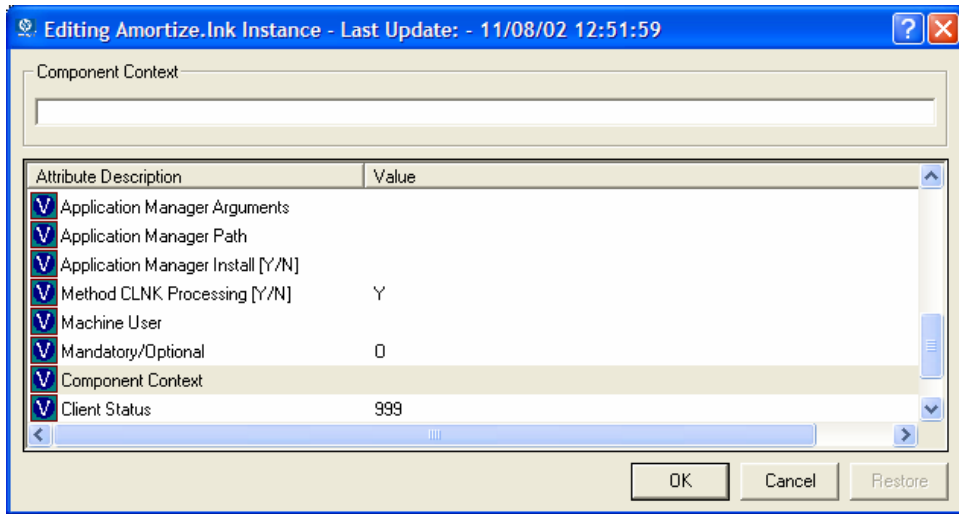 Editing Amortize.lnk Instance - Last Update: - 11/08/02 12:51:59
Component Context
Attribute Description Value
Application Manager Arguments
Application Manager Path
Application Manager Install [Y/N]
Method CLNK Processing [Y/N] Y
Machine User
Mandatory/Optional O
Component Context
Client Status 999
OK Cancel Restore